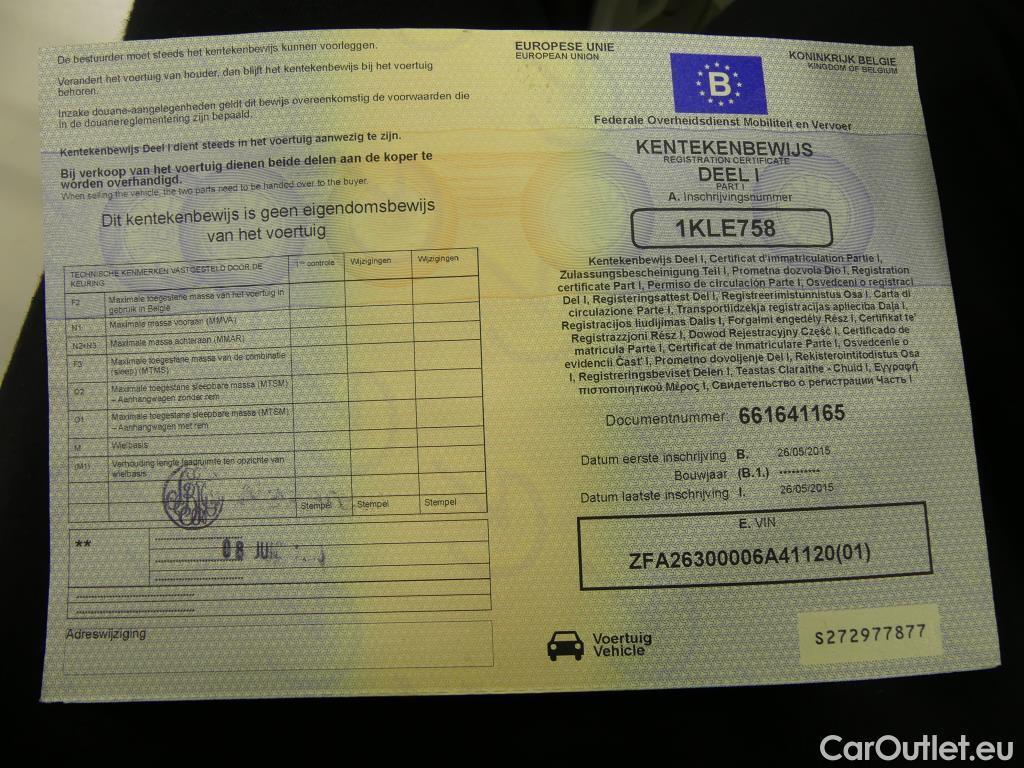 De bestuurder moet steeds het kentekenbewijs kunnen voorleggen.
Verandert het voertuig van houder, dan blijft het kentekenbewijs bij het voertuig
behoren.
Inzake douane-aangelegenheden geldt dit bewijs overeenkomstig de voorwaarden die
in de douanereglementering zijn bepaald.
Kentekenbewijs Deel I dient steeds in het voertuig aanwezig te zijn.
Bij verkoop van het voertuig dienen beide delen aan de koper te
worden overhandigd.
When selling the vehicle, the two parts need to be handed over to the buyer.
Dit kentekenbewijs is geen eigendomsbewijs
van het voertuig
TECHNISCHE KENMERKEN VASTGESTELD DOOR DE
KEURING
1ste controle
Wijzigingen
Wijzigingen
F2 Maximale toegestane massa van het voertuig in
gebruik in België
N1 Maximale massa vooraan (MMVA)
N2+N3 Maximale massa achteraan (MMAR)
F3 Maximale toegestane massa van de combinatie
(sleep) (MTMS)
O2 Maximale toegestane sleepbare massa (MTSM)
– Aanhangwagen zonder rem
O1 Maximale toegestane sleepbare massa (MTSM)
– Aanhangwagen met rem
M Wielbasis
(M1) Verhouding lengte laadruimte ten opzichte van
wielbasis
Stempel
Stempel
Stempel
**
08 JUN
Adreswijziging
EUROPESE UNIE
EUROPEAN UNION
B
KONINKRIJK BELGIE
KINGDOM OF BELGIUM
Federale Overheidsdienst Mobiliteit en Vervoer
KENTEKENBEWIJS
REGISTRATION CERTIFICATE
DEEL I
PART I
A. Inschrijvingsnummer
1KLE758
Kentekenbewijs Deel I, Certificat d'immatriculation Partie I,
Zulassungsbescheinigung Teil I, Prometna dozvola Dio I, Registration
certificate Part I, Permiso de circulación Parte I, Osvedceni o registraci
Del I, Registeringsattest Del I, Registreerimistunnistus Osa I, Carta di
circulazione Parte I, Transportlidzekja registracijas aplieciba Daļa I,
Registracijos liudijimas Dalis I, Forgalmi engedély Rész I, Certifikat te'
Registrazzjoni Rész I, Dowod Rejestracyjny Cześć I, Certificado de
matricula Parte I, Certificat de Inmatriculare Parte I, Osvedcenie o
evidencii Čast' I, Prometno dovoljenje Del I, Rekisterointitodistus Osa
I, Registreringsbeviset Delen I, Teastas Claraithe - Chuid I, Εγγραφή
πιστοποιητικού Μέρος I, Свидетельство о регистрации Часть I
Documentnummer: 661641165
Datum eerste inschrijving B. 26/05/2015
Bouwjaar (B.1.) **********
Datum laatste inschrijving I. 26/05/2015
E. VIN
ZFA26300006A41120(01)
Voertuig
Vehicle
S272977877
CarOutlet.eu